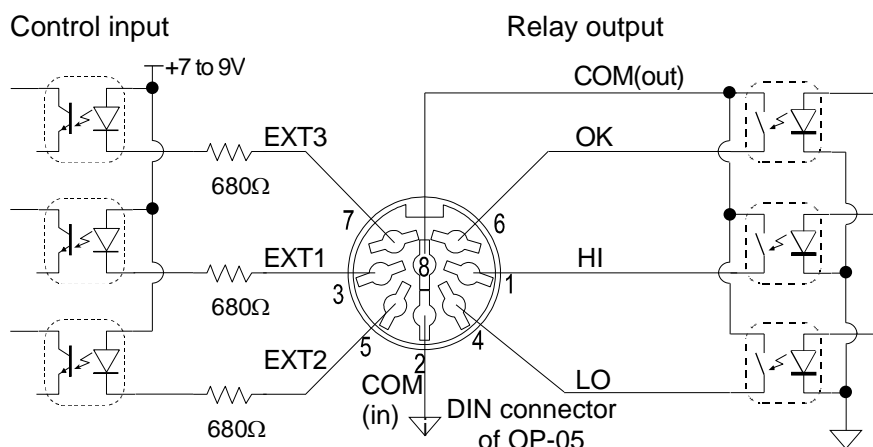 Control input
Relay output
+7 to 9V
COM(out)
EXT3
OK
680Ω
7
6
8
EXT1
HI
3
1
680Ω
5
4
EXT2
2
COM
(in)
LO
680Ω
DIN connector
of OP-05